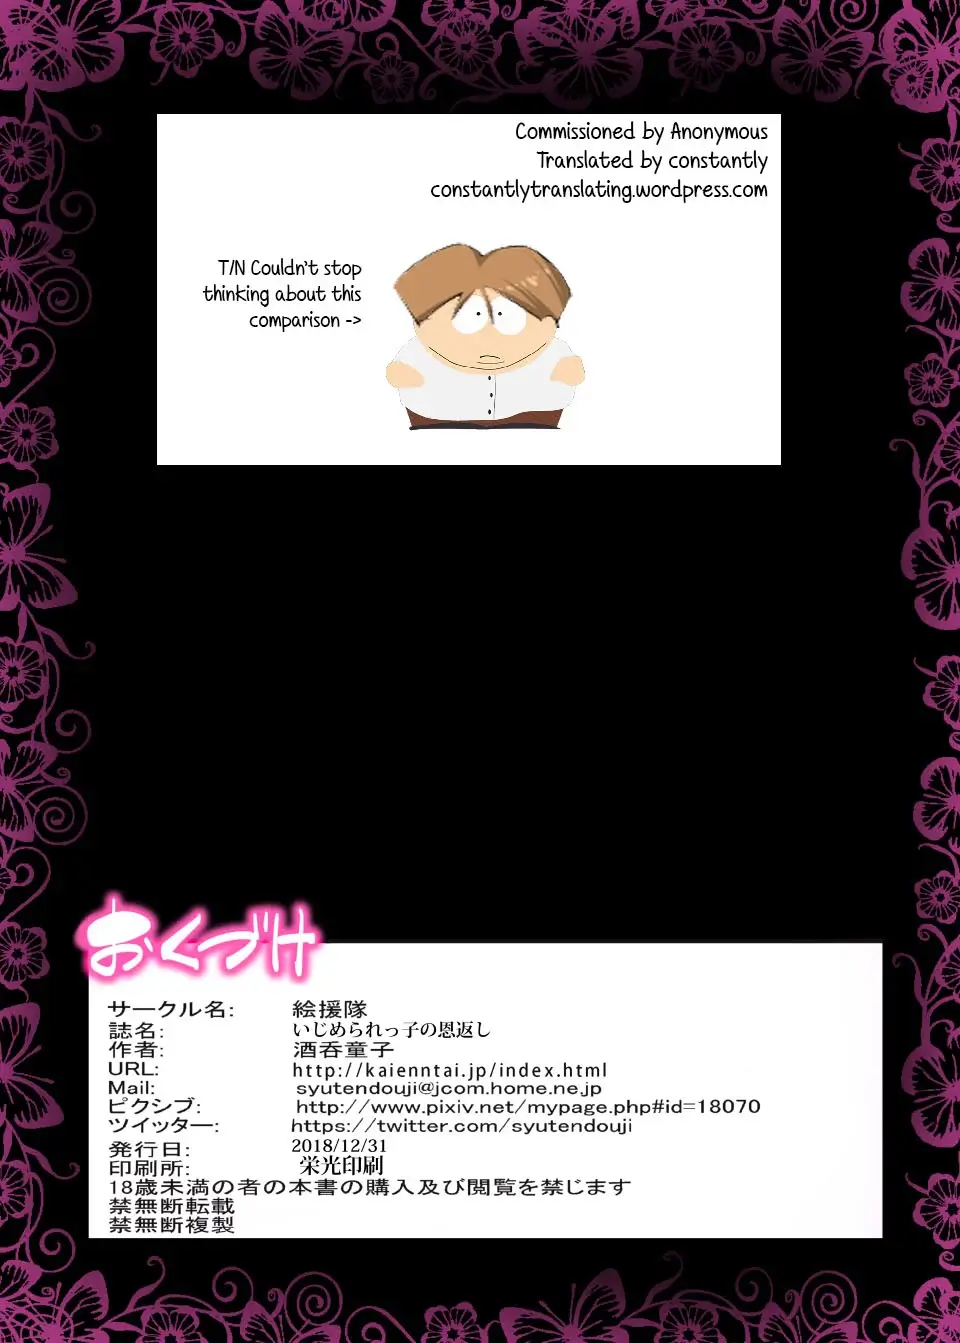 Commissioned by Anonymous
Translated by constantly
constantlytranslating.wordpress.com
T/N Couldn't stop
thinking about this
comparison ->
おくづけ
サークル名: 絵援隊
誌名: いじめられっ子の恩返し
作者: 酒呑童子
URL: http://kaienntai.jp/index.html
Mail: syutendouji@jcom.home.ne.jp
ピクシブ: http://www.pixiv.net/mypage.php#id=18070
ツイッター: https://twitter.com/syutendouji
発行日: 2018/12/31
印刷所: 栄光印刷
18歳未満の者の本書の購入及び閲覧を禁じます
禁無断転載
禁無断複製